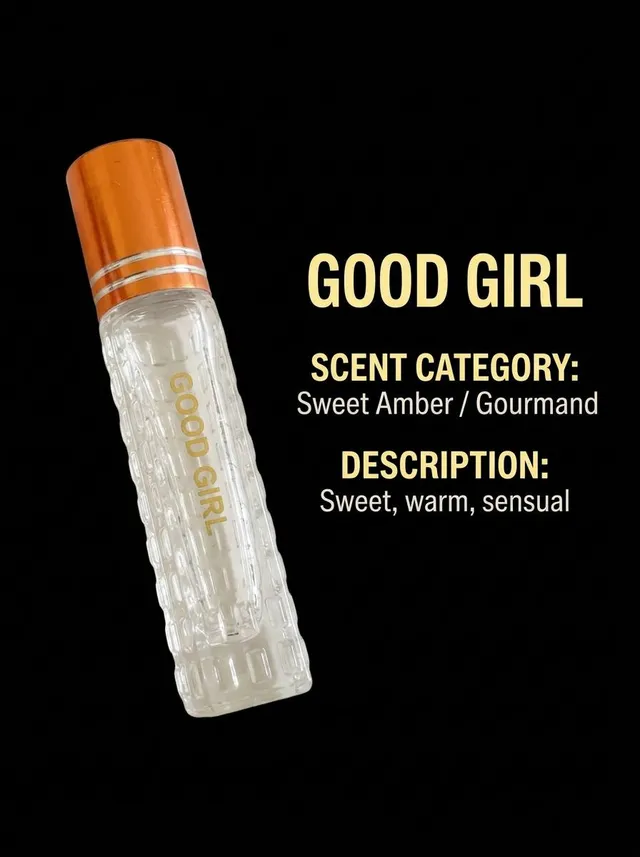 GOOD GIRL
GOOD GIRL
SCENT CATEGORY:
Sweet Amber / Gourmand
DESCRIPTION:
Sweet, warm, sensual